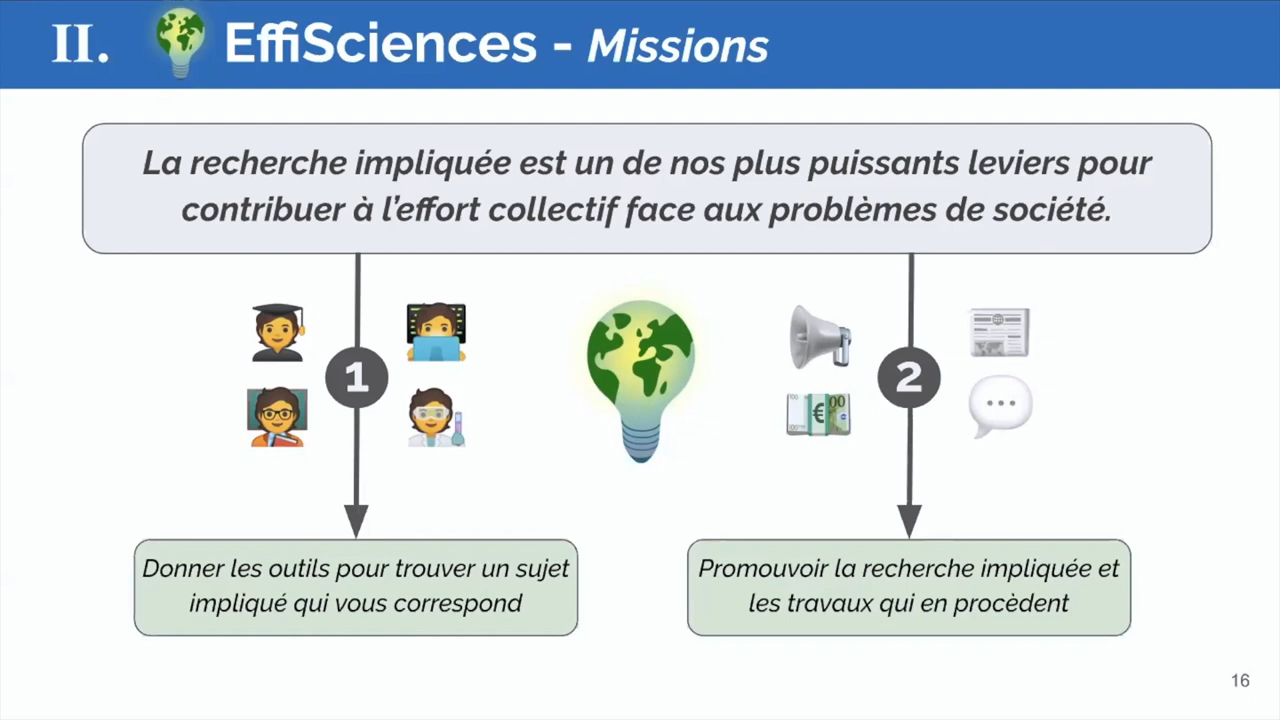 II. EffiSciences - Missions
La recherche impliquée est un de nos plus puissants leviers pour
contribuer à l'effort collectif face aux problèmes de société.
1
2
Donner les outils pour trouver un sujet
impliqué qui vous correspond
Promouvoir la recherche impliquée et
les travaux qui en procèdent
16